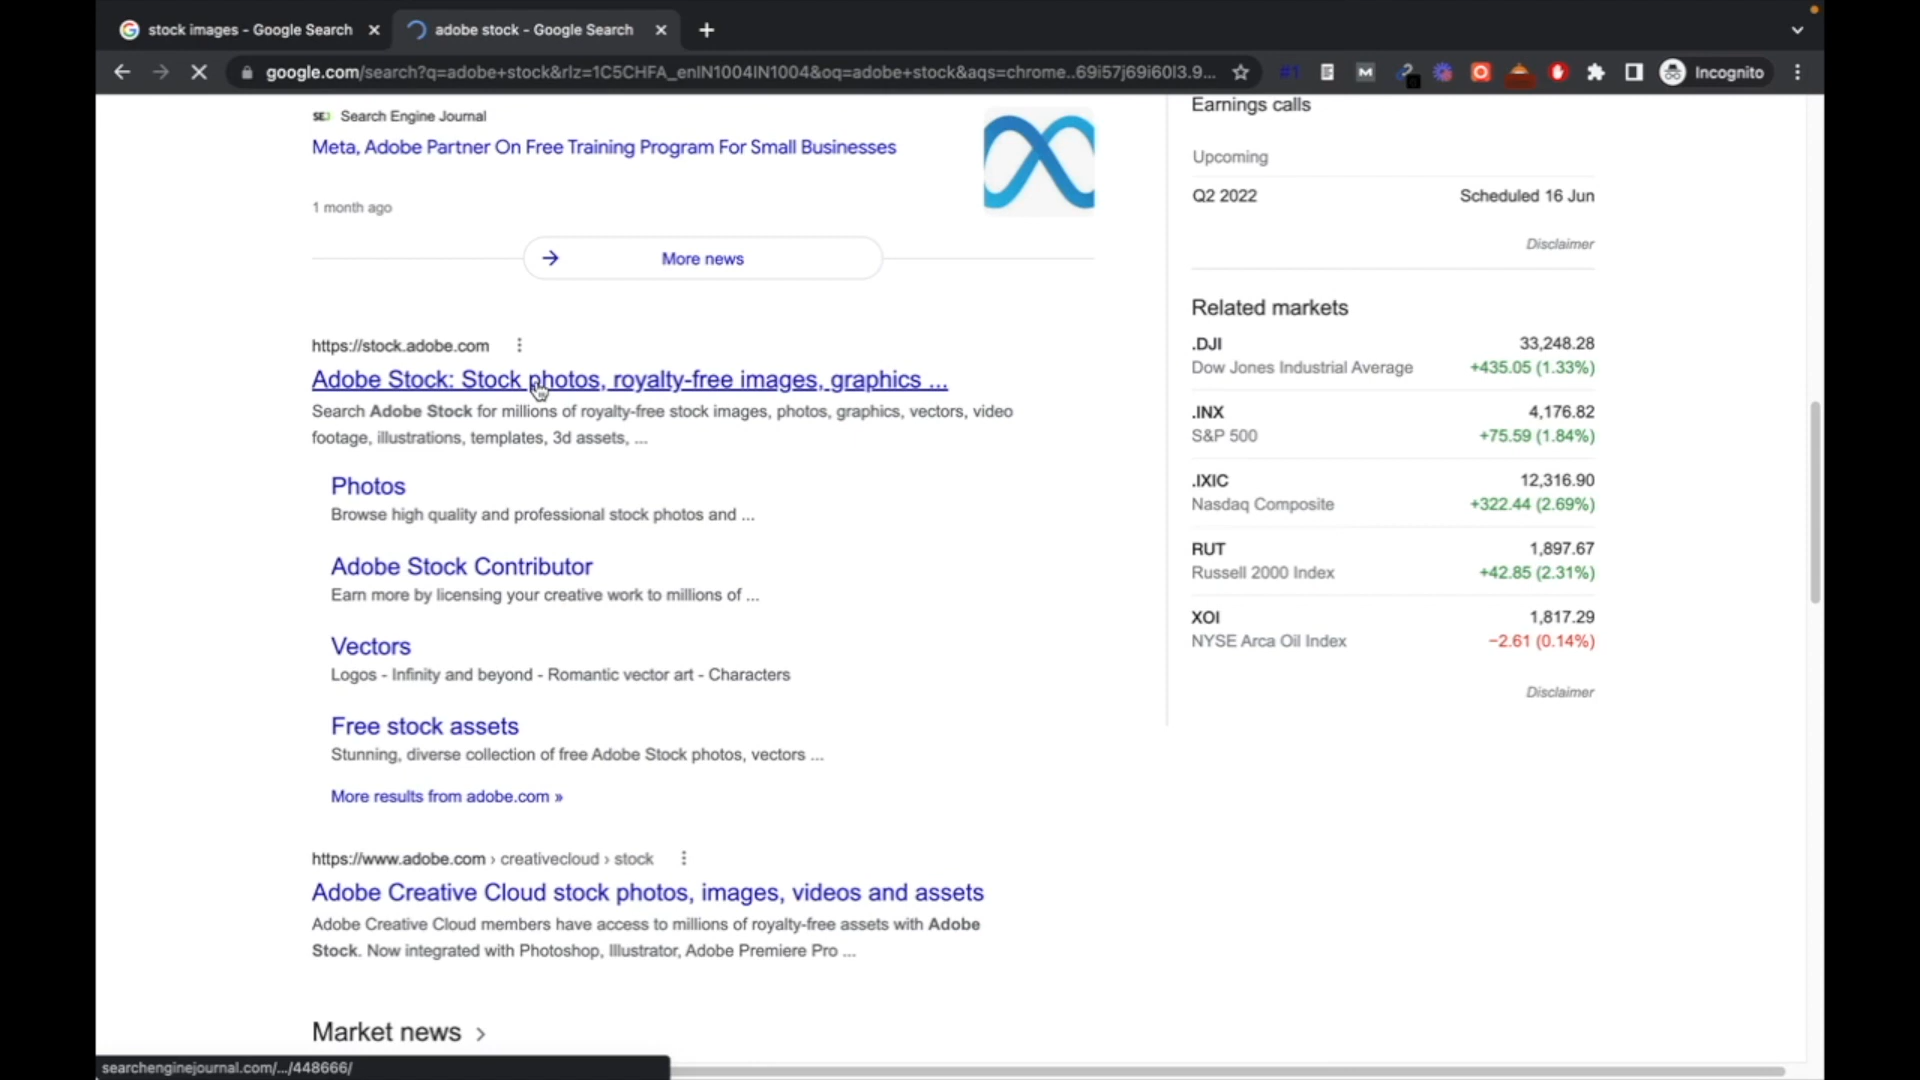 stock images - Google Search
adobe stock - Google Search
google.com/search?q=adobe+stock&rlz=1C5CHFA_enIN1004IN1004&oq=adobe+stock&aqs=chrome..69i57j69i60l3.9...
Incognito
Search Engine Journal
Meta, Adobe Partner On Free Training Program For Small Businesses
1 month ago
More news
https://stock.adobe.com
Adobe Stock: Stock photos, royalty-free images, graphics ...
Search Adobe Stock for millions of royalty-free stock images, photos, graphics, vectors, video
footage, illustrations, templates, 3d assets, ...
Photos
Browse high quality and professional stock photos and ...
Adobe Stock Contributor
Earn more by licensing your creative work to millions of ...
Vectors
Logos - Infinity and beyond - Romantic vector art - Characters
Free stock assets
Stunning, diverse collection of free Adobe Stock photos, vectors ...
More results from adobe.com »
https://www.adobe.com › creativecloud › stock
Adobe Creative Cloud stock photos, images, videos and assets
Adobe Creative Cloud members have access to millions of royalty-free assets with Adobe
Stock. Now integrated with Photoshop, Illustrator, Adobe Premiere Pro ...
Market news
searchenginejournal.com/.../448666/
Earnings calls
Upcoming
Q2 2022 Scheduled 16 Jun
Disclaimer
Related markets
.DJI 33,248.28
Dow Jones Industrial Average +435.05 (1.33%)
.INX 4,176.82
S&P 500 +75.59 (1.84%)
.IXIC 12,316.90
Nasdaq Composite +322.44 (2.69%)
RUT 1,897.67
Russell 2000 Index +42.85 (2.31%)
XOI 1,817.29
NYSE Arca Oil Index −2.61 (0.14%)
Disclaimer